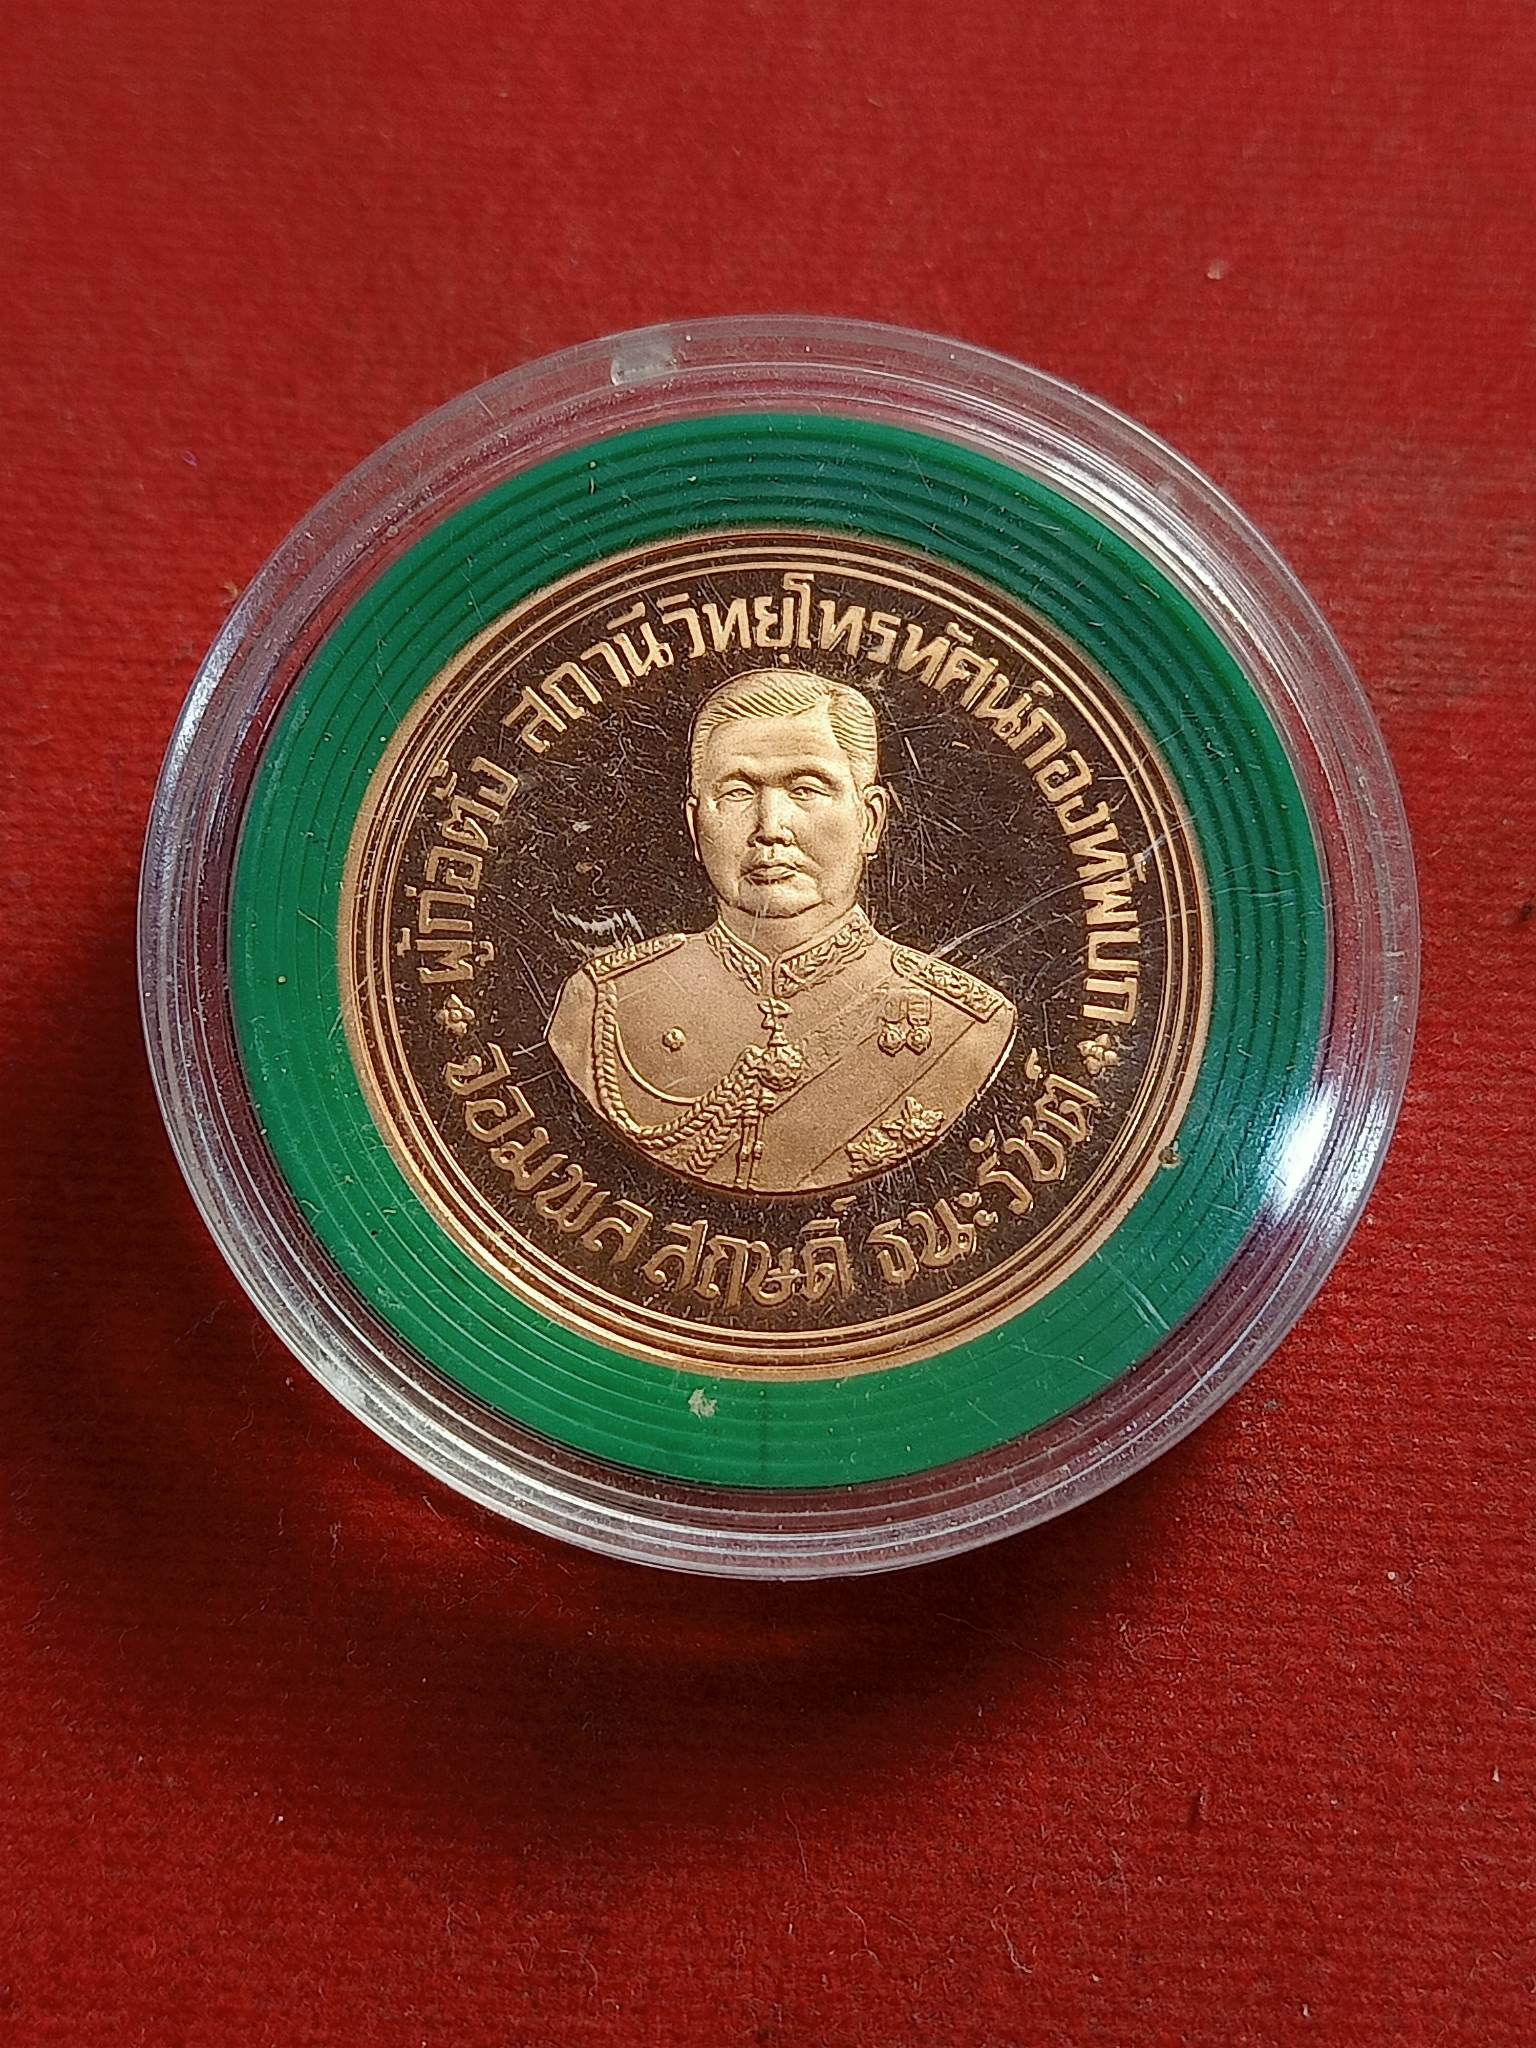 ผู้ก่อตั้ง สถานีวิทยุโทรทัศน์กองทัพบก
จอมพล สฤษดิ์ ธนะรัชต์